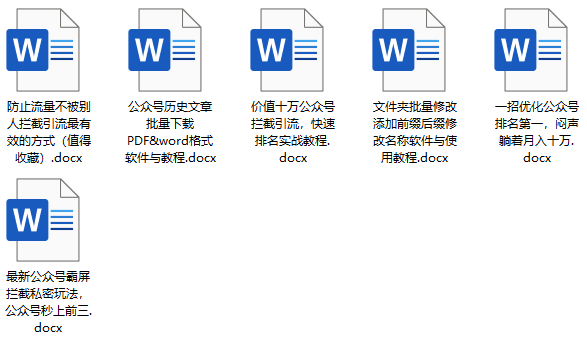 W
W
W
W
W
防止流量不被别
人拦截引流最有
效的方式（值得
收藏）.docx
公众号历史文章
批量下载
PDF&word格式
软件与教程.docx
价值十万公众号
拦截引流，快速
排名实战教程.
docx
文件夹批量修改
添加前缀后缀修
改名称软件与使
用教程.docx
一招优化公众号
排名第一，闷声
躺着月入十万.
docx
W
最新公众号霸屏
拦截私密玩法，
公众号秒上前三.
docx